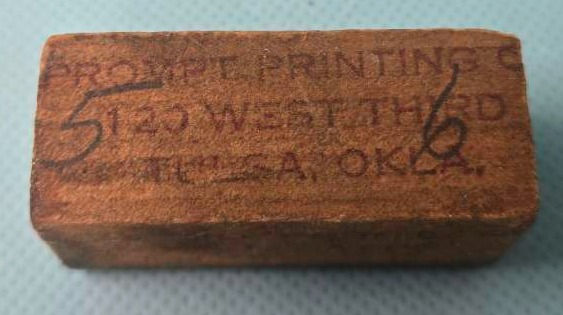 PROMPT PRINTING C
5 120 WEST THIRD 6
TULSA, OKLA.